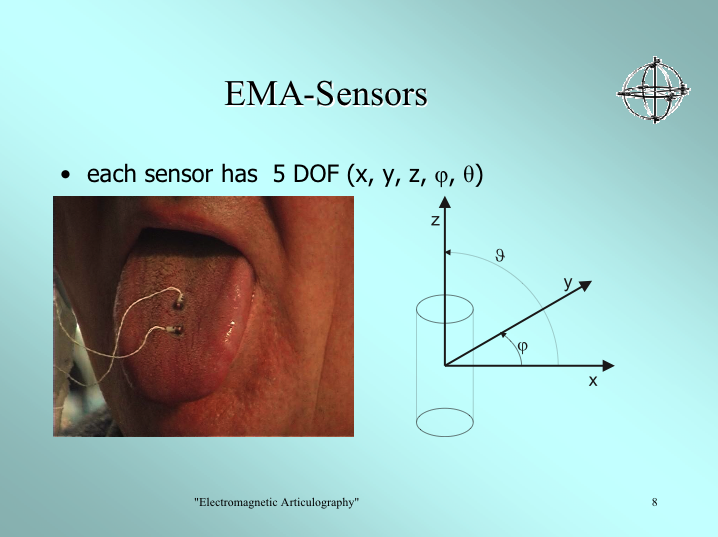 EMA-Sensors
• each sensor has 5 DOF (x, y, z, φ, θ)
z
ϑ
y
φ
x
"Electromagnetic Articulography"
8